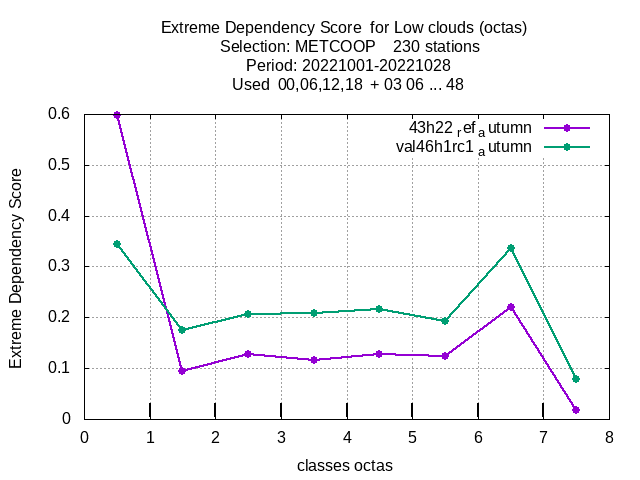 Extreme Dependency Score  for Low clouds (octas)
Selection: METCOOP    230 stations
Period: 20221001-20221028
Used  00,06,12,18  + 03 06 ... 48
43h22 ref autumn
val46h1rc1 autumn
Extreme Dependency Score
0.6
0.5
0.4
0.3
0.2
0.1
0
0 1 2 3 4 5 6 7 8
classes octas